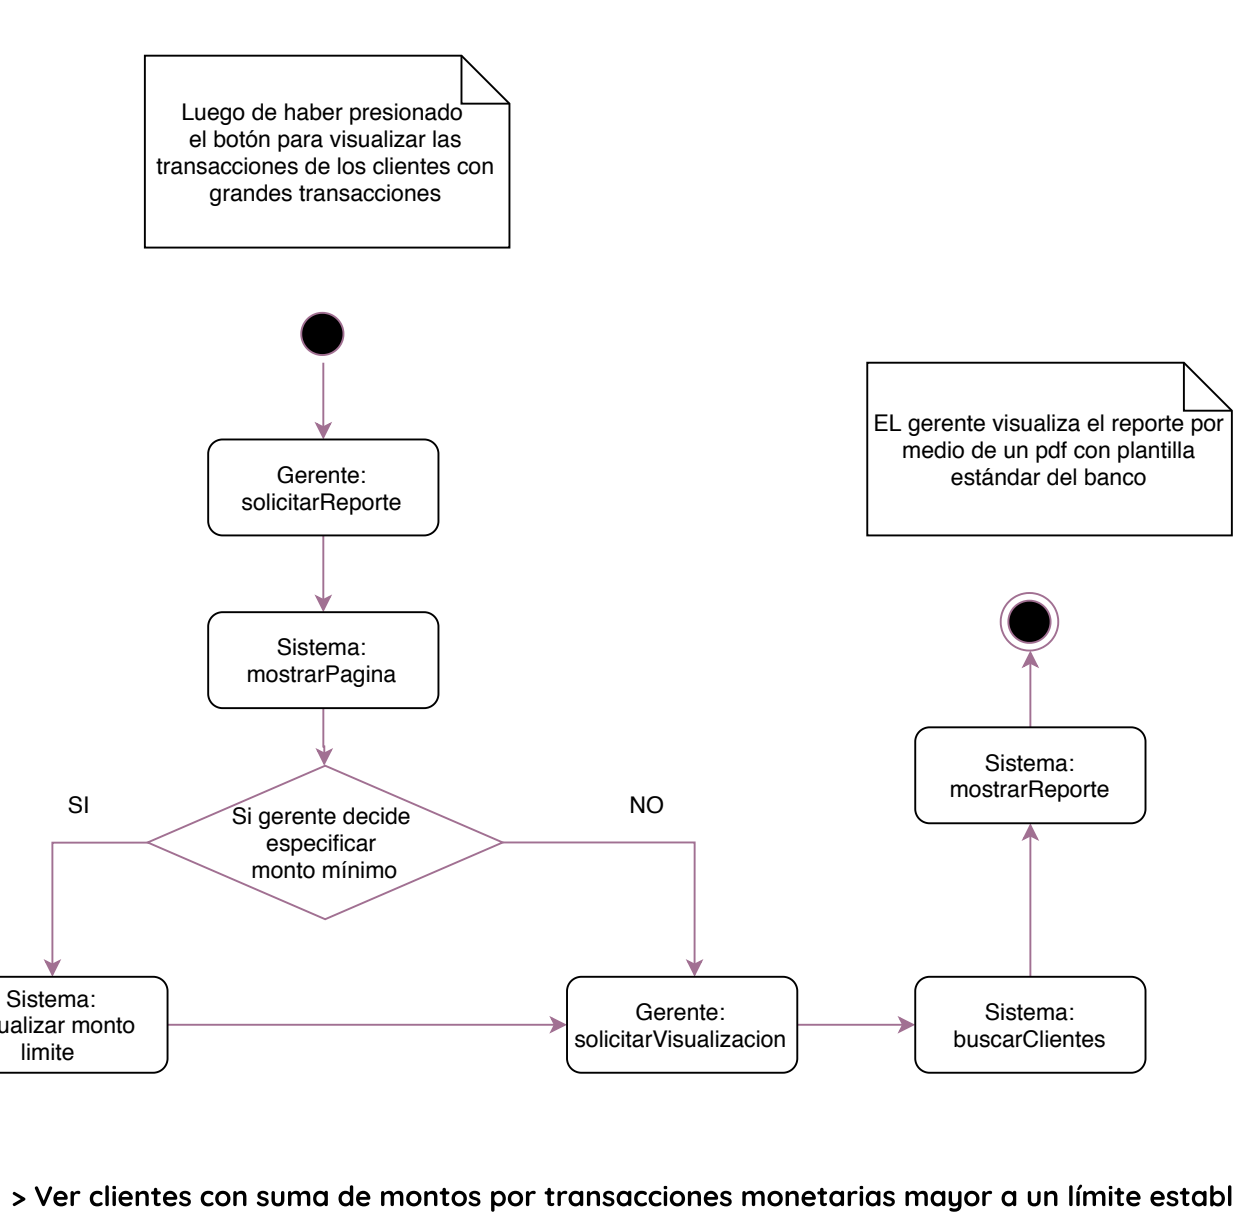 Luego de haber presionado
el botón para visualizar las
transacciones de los clientes con
grandes transacciones
EL gerente visualiza el reporte por
medio de un pdf con plantilla
estándar del banco
Gerente:
solicitarReporte
Sistema:
mostrarPagina
Si gerente decide
especificar
monto mínimo
SI
NO
Sistema:
mostrarReporte
Sistema:
monto
limite
Gerente:
solicitarVisualizacion
Sistema:
buscarClientes
> Ver clientes con suma de montos por transacciones monetarias mayor a un límite